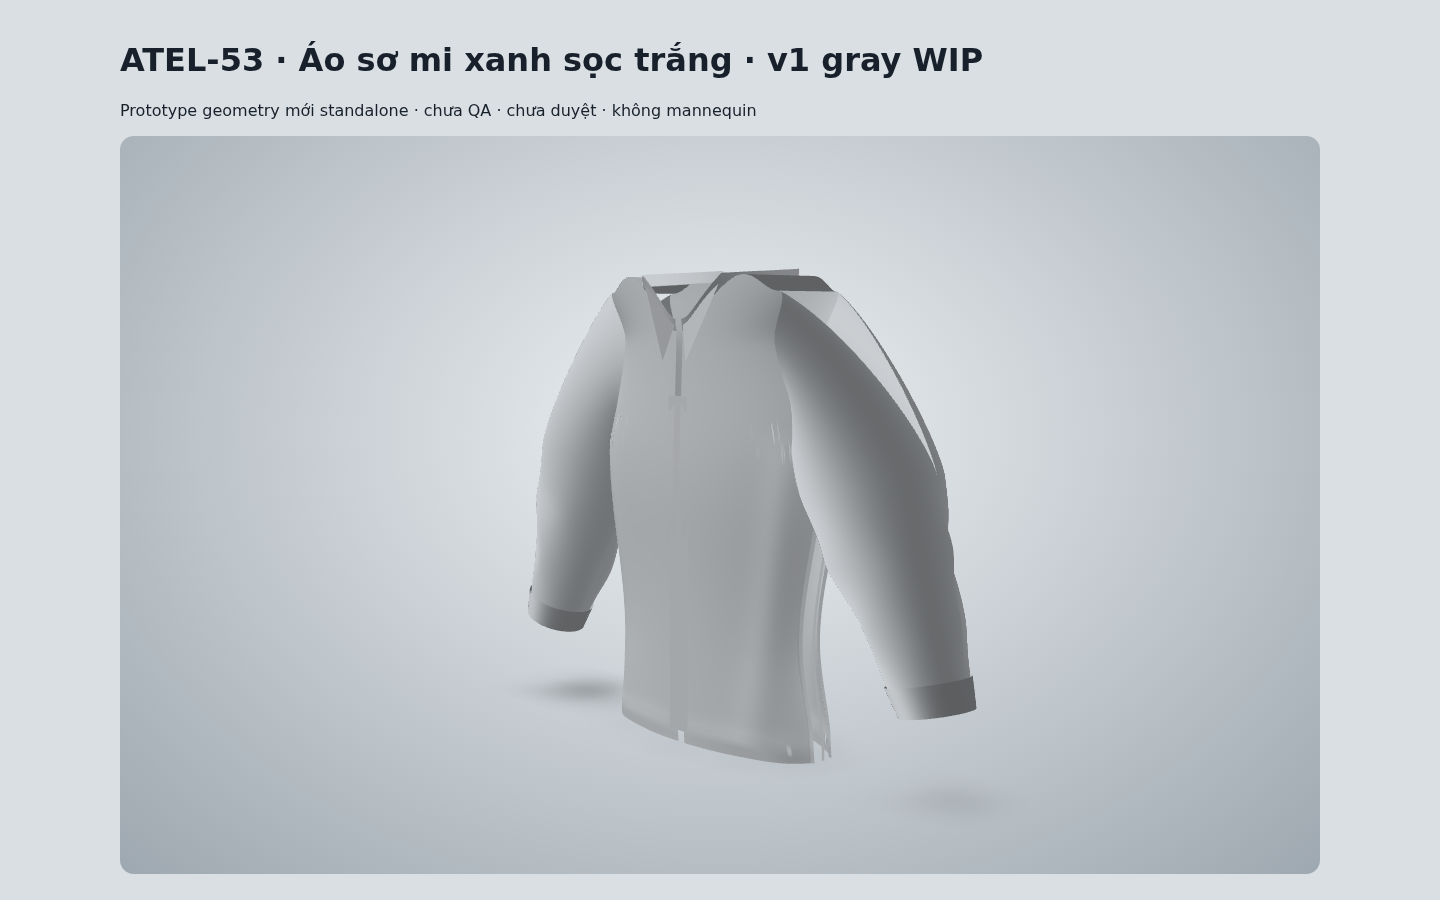 ATEL-53 · Áo sơ mi xanh sọc trắng · v1 gray WIP
Prototype geometry mới standalone · chưa QA · chưa duyệt · không mannequin